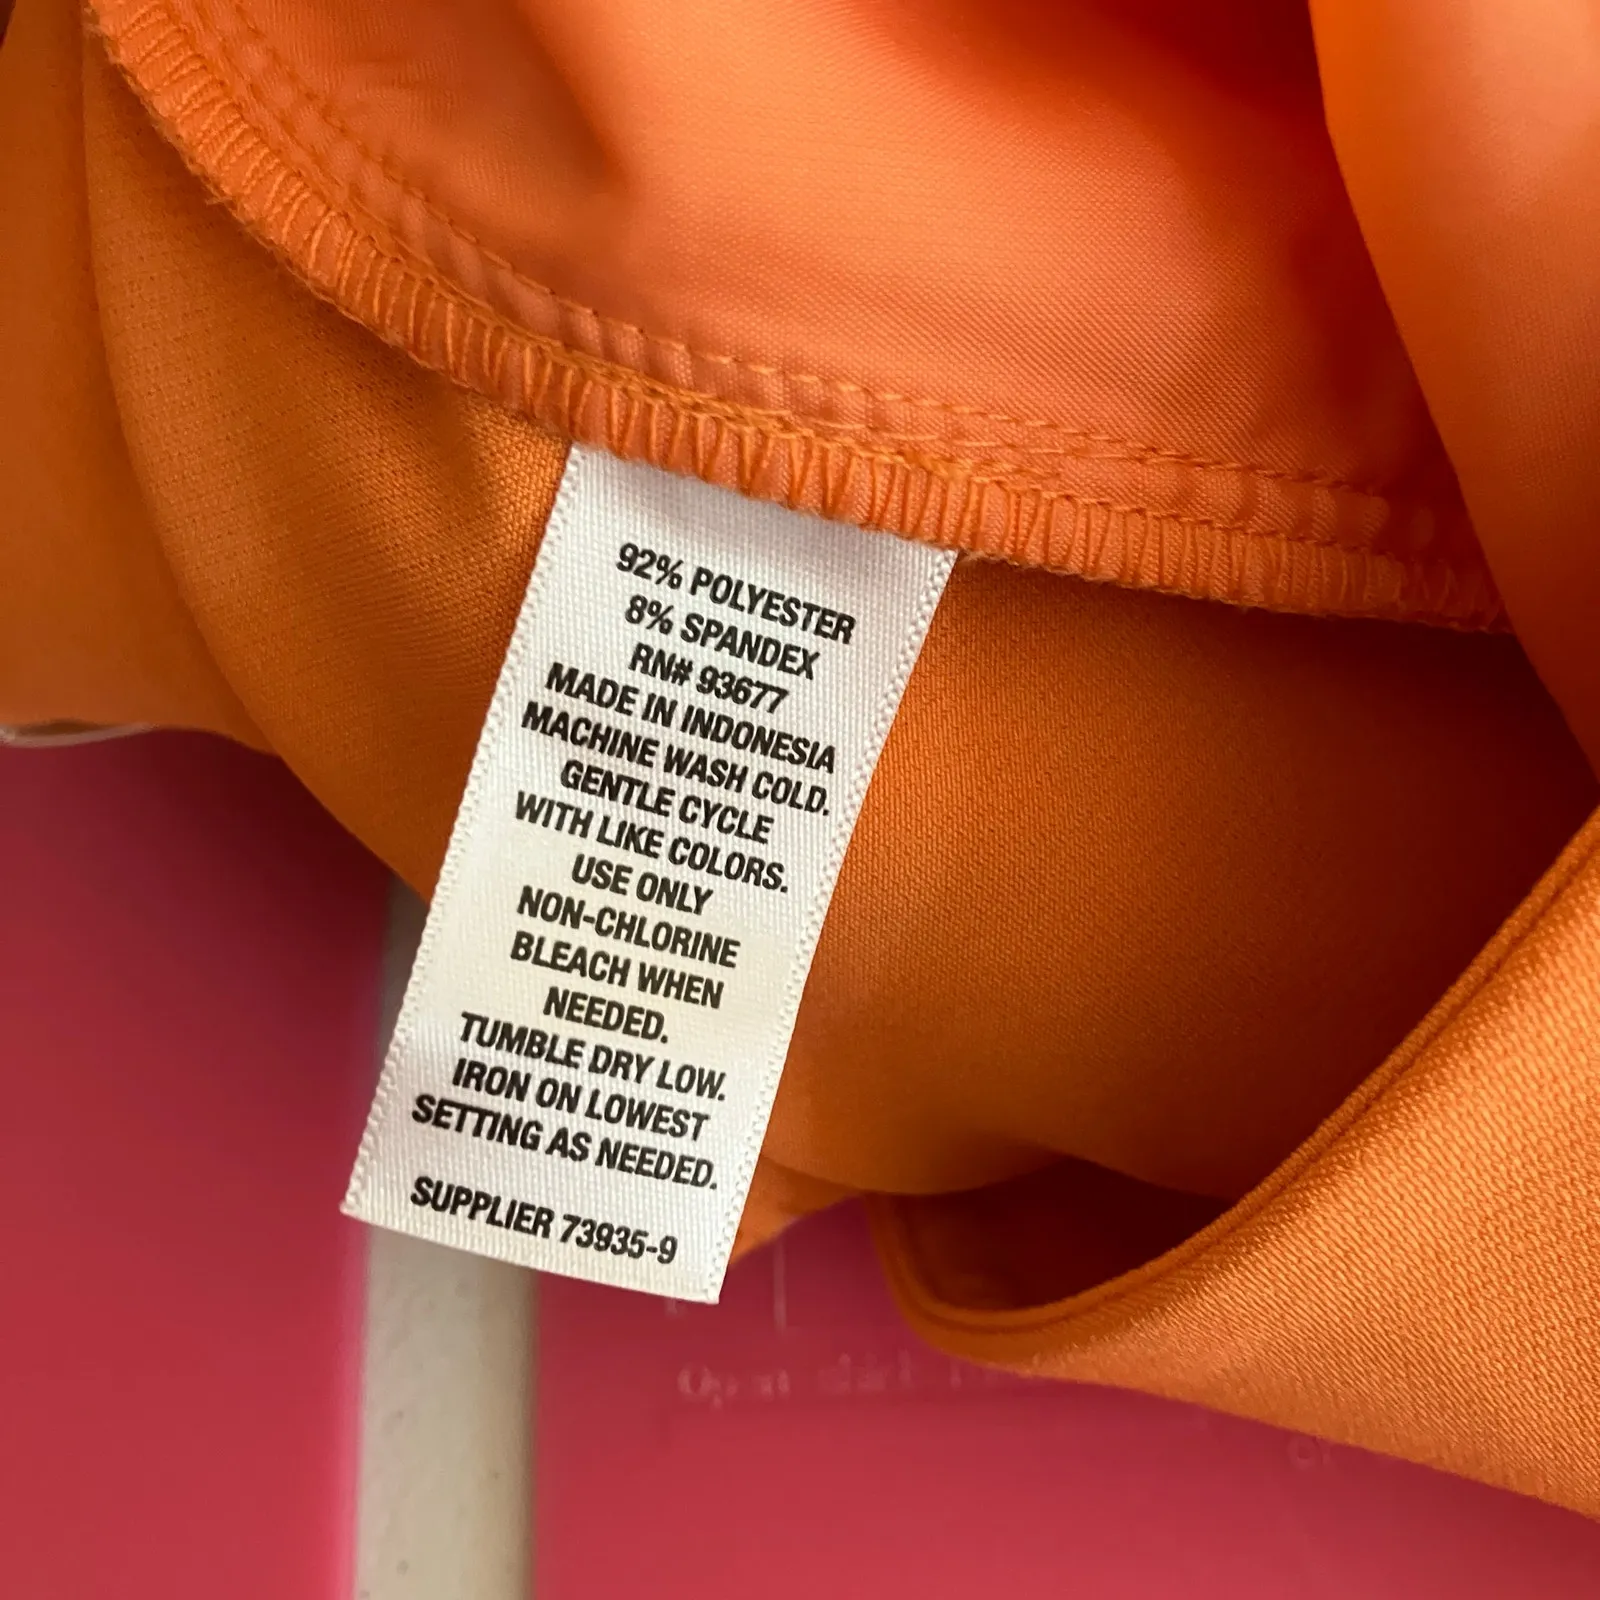 92% POLYESTER
8% SPANDEX
RN# 93677
MADE IN INDONESIA
MACHINE WASH COLD.
GENTLE CYCLE
WITH LIKE COLORS.
USE ONLY
NON-CHLORINE
BLEACH WHEN
NEEDED.
TUMBLE DRY LOW.
IRON ON LOWEST
SETTING AS NEEDED.
SUPPLIER 73935-9